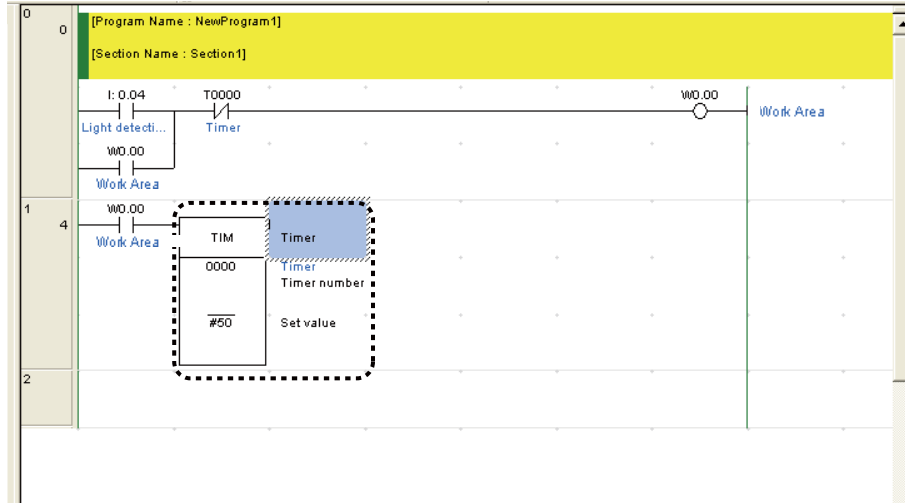 0
0
[Program Name : NewProgram1]
[Section Name : Section1]
I: 0.04 T0000 W0.00
Work Area
Light detecti... Timer
W0.00
Work Area
1
4
W0.00
Work Area
TIM Timer
0000 Timer
Timer number
#50 Set value
2